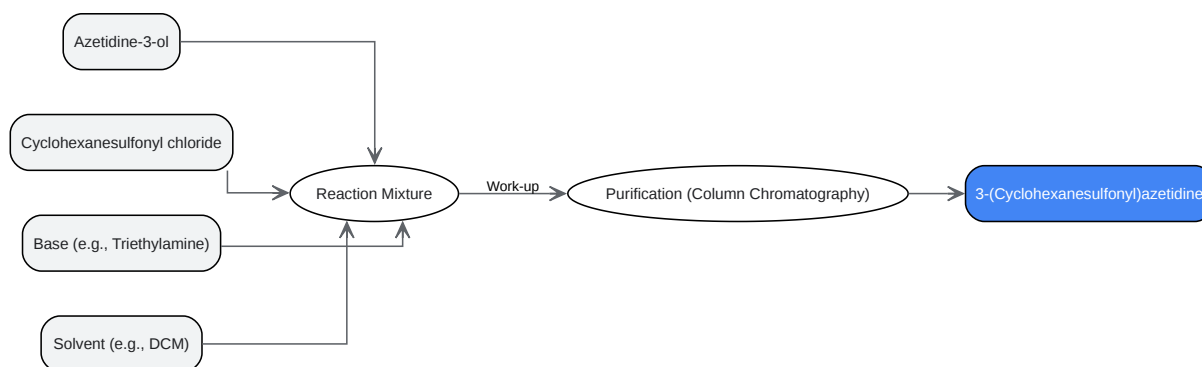 Azetidine-3-ol
Cyclohexanesulfonyl chloride
Reaction Mixture
Work-up
Purification (Column Chromatography)
3-(Cyclohexanesulfonyl)azetidine
Base (e.g., Triethylamine)
Solvent (e.g., DCM)